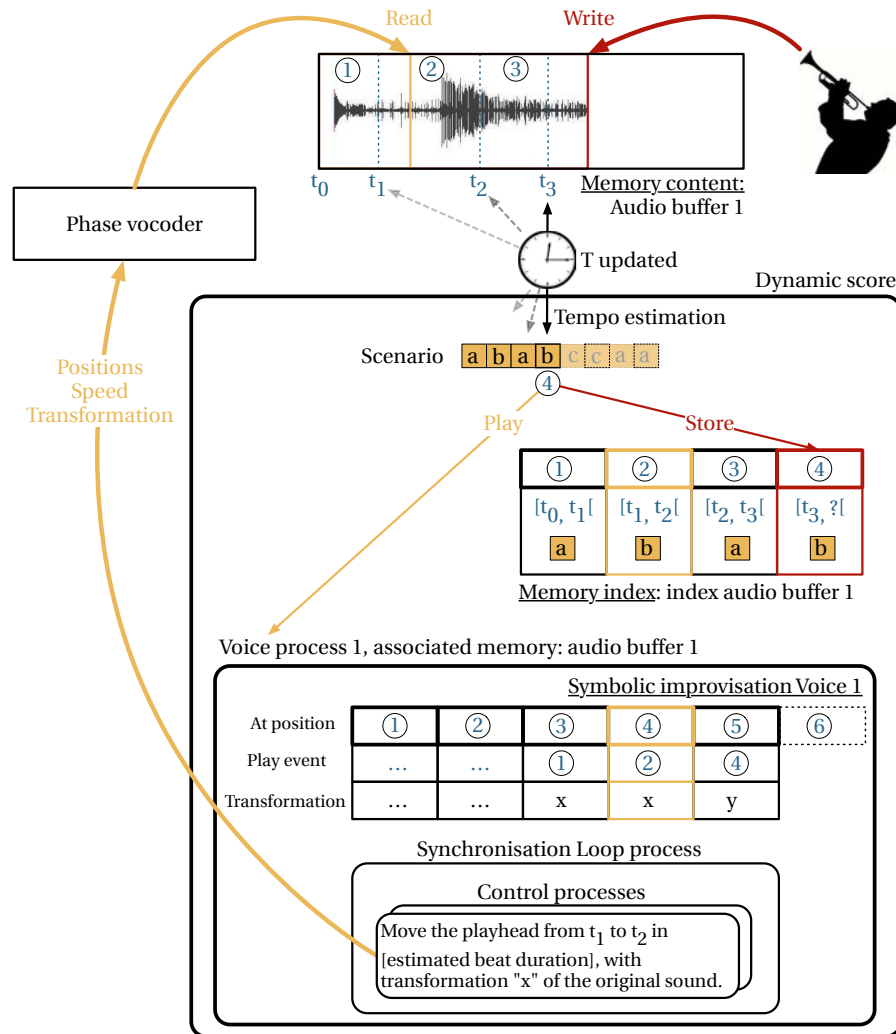 Read Write
① ② ③
t0 t1 t2 t3
Memory content:
Audio buffer 1
Phase vocoder
T updated
Dynamic score
Tempo estimation
Scenario a b a b c c a a
④
Positions
Speed
Transformation
Play Store
① ② ③ ④
[t0, t1[ [t1, t2[ [t2, t3[ [t3, ?[
a b a b
Memory index: index audio buffer 1
Voice process 1, associated memory: audio buffer 1
Symbolic improvisation Voice 1
At position ① ② ③ ④ ⑤ ⑥
Play event ... ... ① ② ④
Transformation ... ... x x y
Synchronisation Loop process
Control processes
Move the playhead from t1 to t2 in
[estimated beat duration], with
transformation "x" of the original sound.